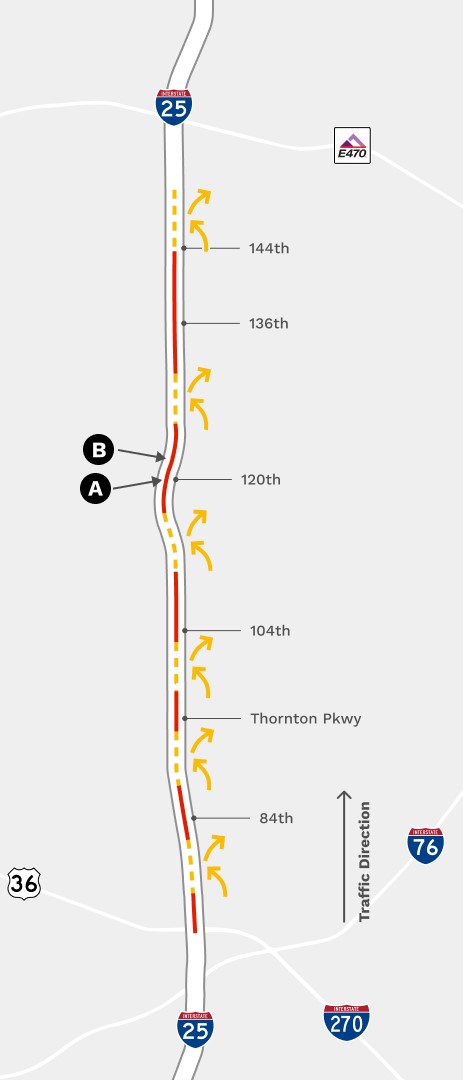 INTERSTATE
25
E470
144th
136th
B
A
120th
104th
Thornton Pkwy
84th
Traffic Direction
INTERSTATE
76
36
INTERSTATE
25
INTERSTATE
270